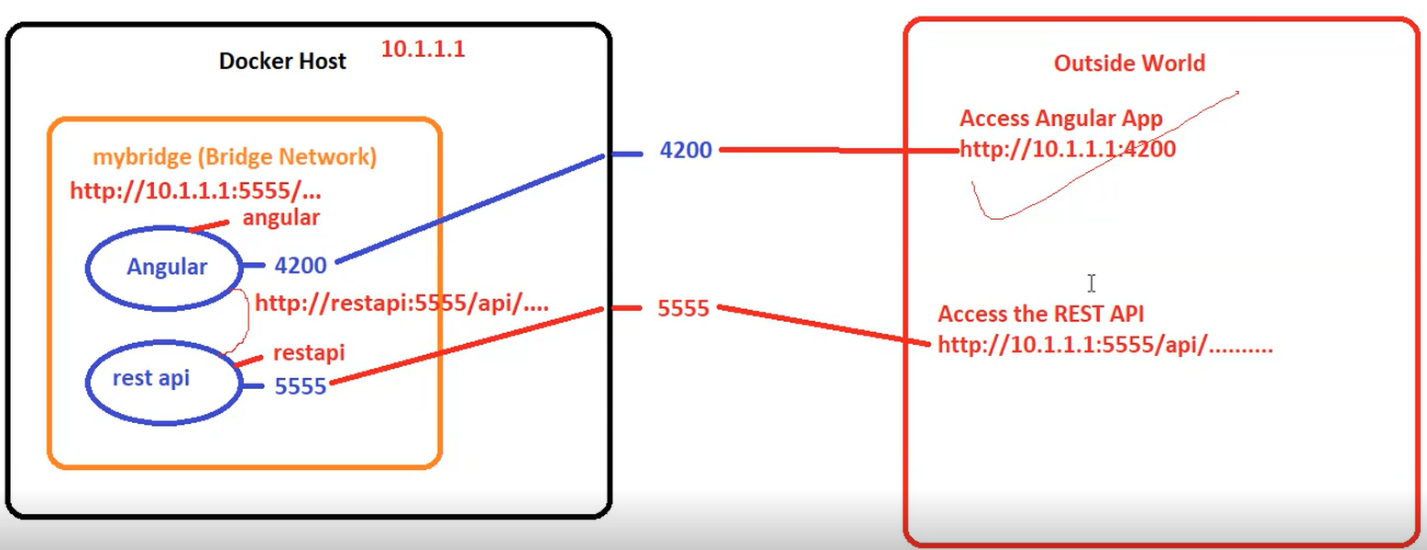 Docker Host
10.1.1.1
mybridge (Bridge Network)
http://10.1.1.1:5555/...
angular
Angular
4200
http://restapi:5555/api/....
restapi
rest api
5555
4200
5555
Outside World
Access Angular App
http://10.1.1.1:4200
Access the REST API
http://10.1.1.1:5555/api/..........